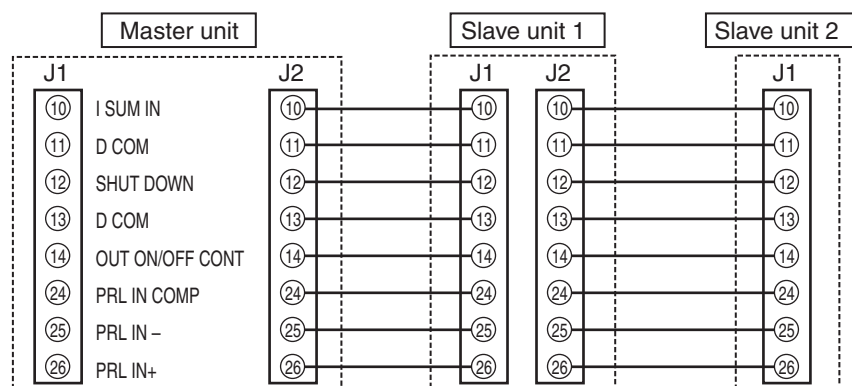 Master unit Slave unit 1 Slave unit 2
J1 J2 J1 J2 J1
10 I SUM IN 10 10 10 10
11 D COM 11 11 11 11
12 SHUT DOWN 12 12 12 12
13 D COM 13 13 13 13
14 OUT ON/OFF CONT 14 14 14 14
24 PRL IN COMP 24 24 24 24
25 PRL IN – 25 25 25 25
26 PRL IN+ 26 26 26 26